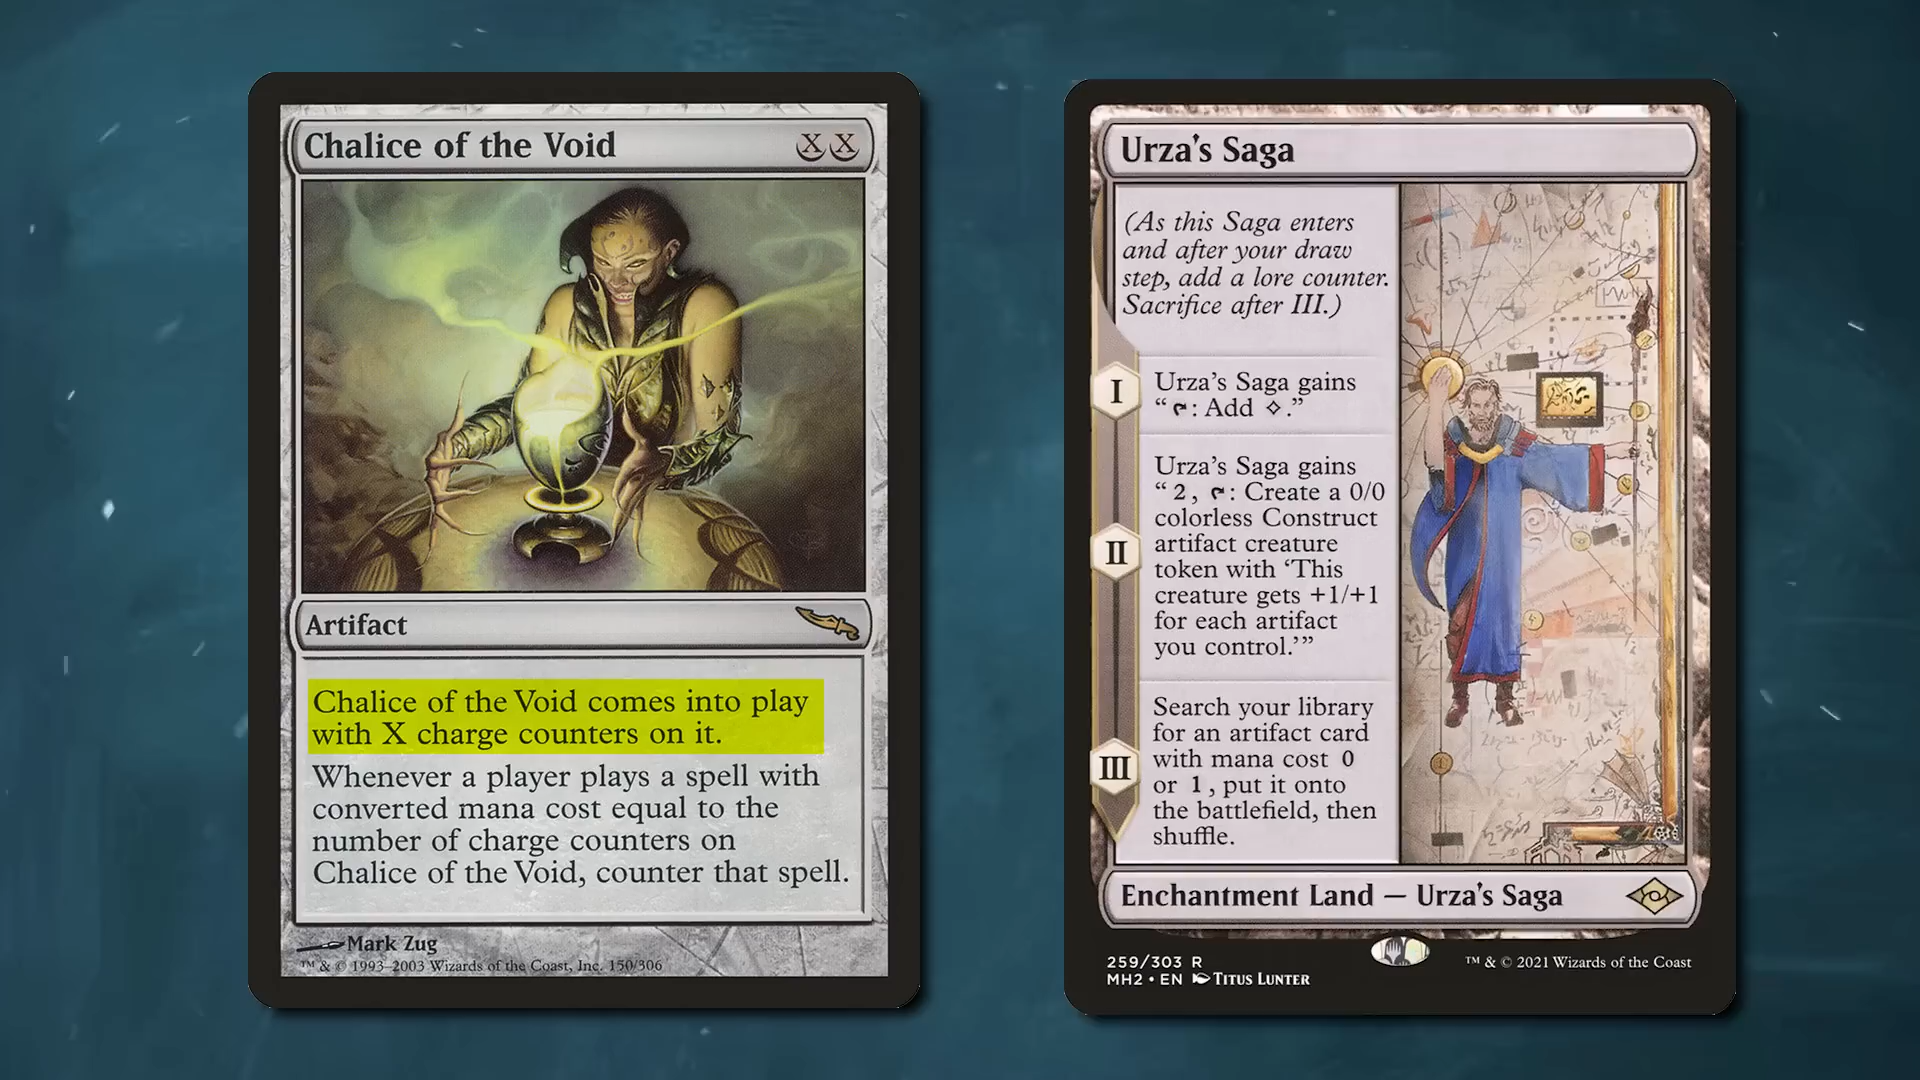 Chalice of the Void XX
Artifact
Chalice of the Void comes into play
with X charge counters on it.
Whenever a player plays a spell with
converted mana cost equal to the
number of charge counters on
Chalice of the Void, counter that spell.
Mark Zug
™ & © 1993–2003 Wizards of the Coast, Inc. 150/306
Urza's Saga
(As this Saga enters
and after your draw
step, add a lore counter.
Sacrifice after III.)
I
Urza's Saga gains
“ : Add .”
II
Urza's Saga gains
“ 2 , : Create a 0/0
colorless Construct
artifact creature
token with ‘This
creature gets +1/+1
for each artifact
you control.’”
III
Search your library
for an artifact card
with mana cost 0
or 1 , put it onto
the battlefield, then
shuffle.
Enchantment Land — Urza's Saga
259/303 R
MH2 • EN Titus Lunter
™ & © 2021 Wizards of the Coast